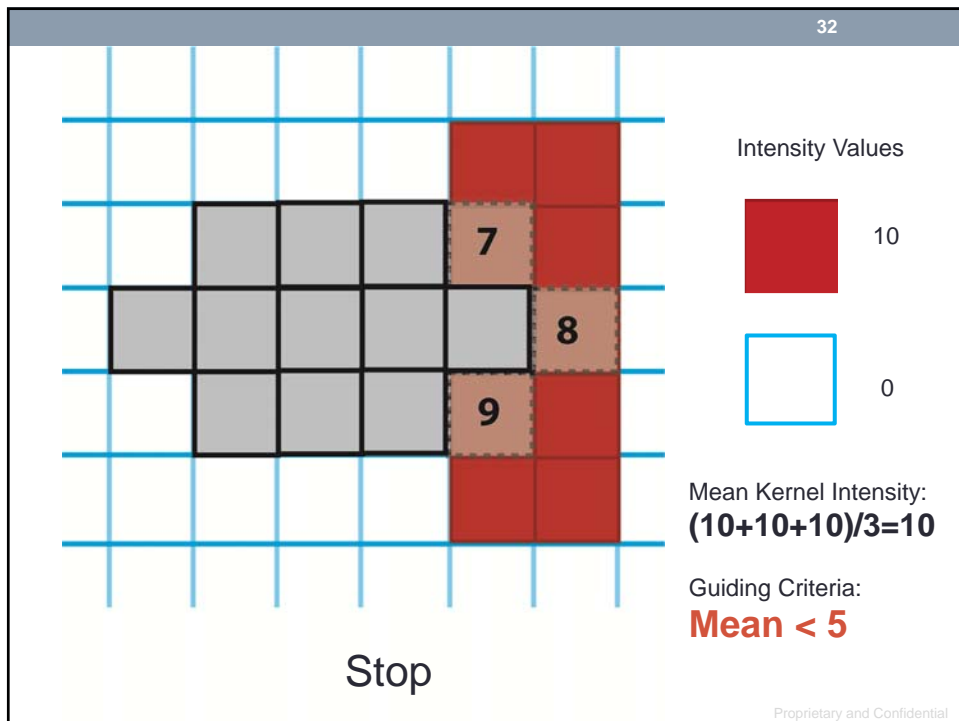 32
Intensity Values
7
10
8
9
0
Mean Kernel Intensity:
(10+10+10)/3=10
Guiding Criteria:
Mean < 5
Stop
Proprietary and Confidential